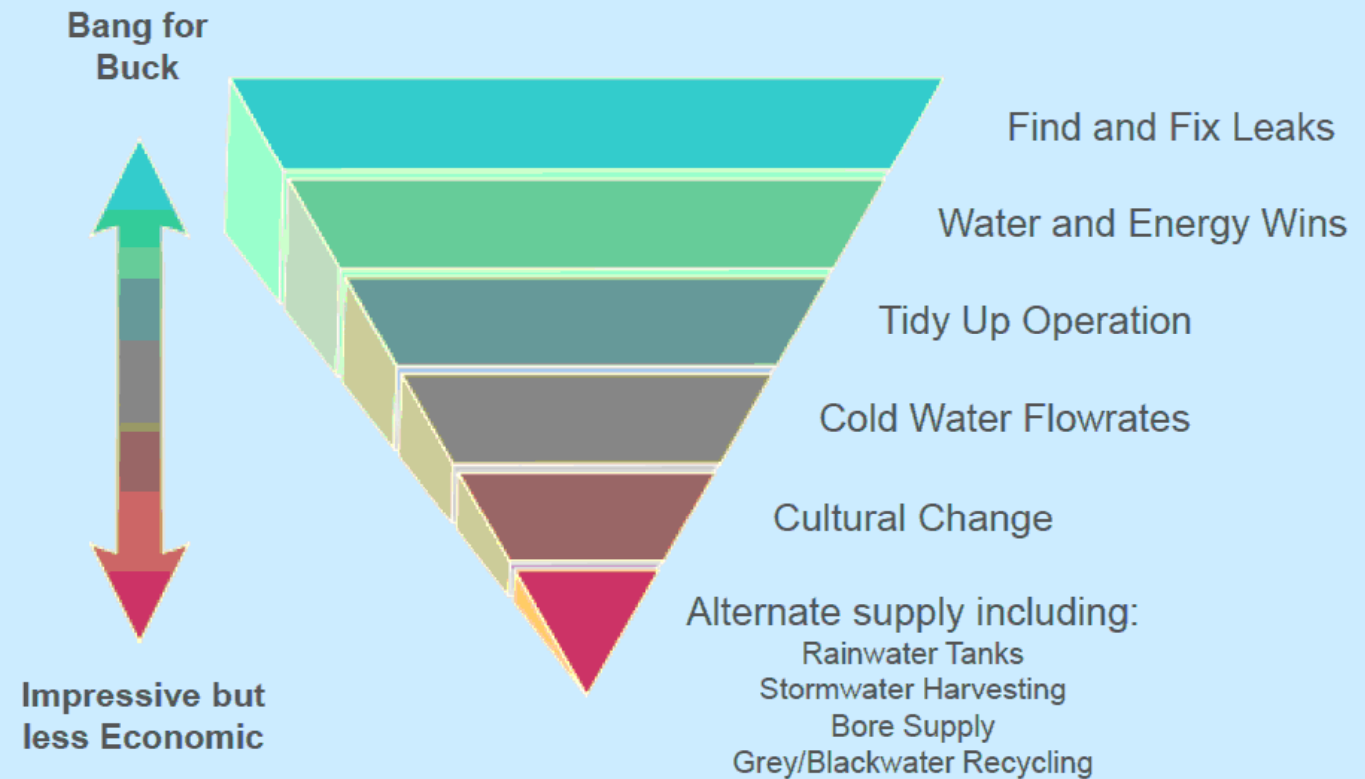 Bang for
Buck
Find and Fix Leaks
Water and Energy Wins
Tidy Up Operation
Cold Water Flowrates
Cultural Change
Alternate supply including:
Rainwater Tanks
Stormwater Harvesting
Bore Supply
Grey/Blackwater Recycling
Impressive but
less Economic